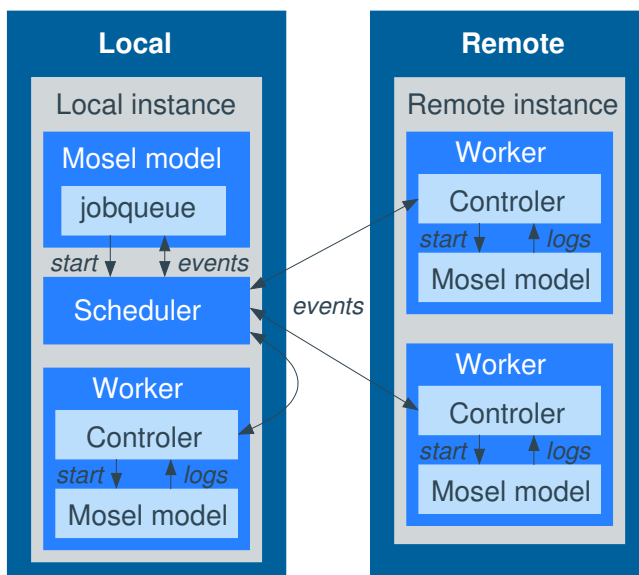 Local
Local instance
Mosel model
jobqueue
start events
Scheduler
Worker
Controler
start logs
Mosel model
events
Remote
Remote instance
Worker
Controler
start logs
Mosel model
Worker
Controler
start logs
Mosel model